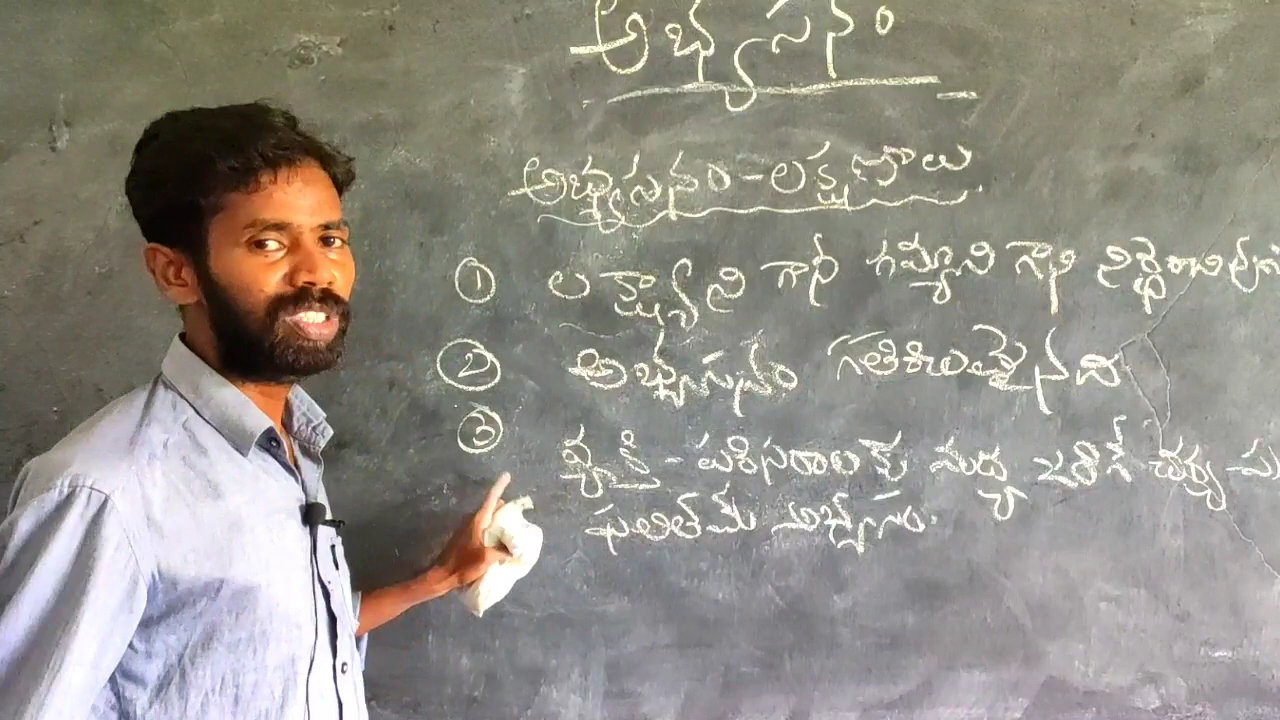 అభ్యసనం
అభ్యసనం - లక్షణాలు
① లక్ష్యాని గానీ గమ్యాని గాని
② అభ్యసనం గతిశీలమైనది
③ వ్యక్తి - పరిసరాలకు మధ్య జరిగే చర్య
ఫలితమే అభ్యసనం.